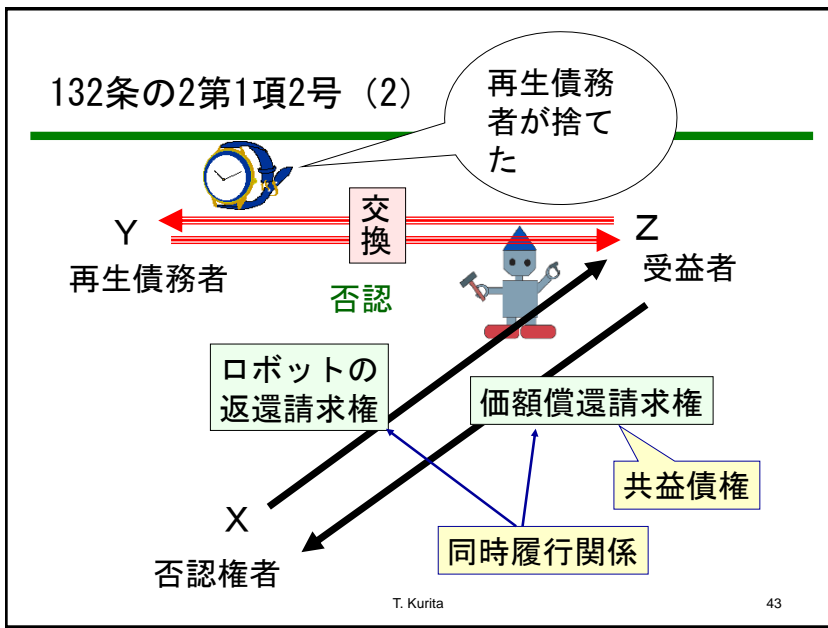 132条の2第1項2号（2）
再生債務
者が捨て
た
Y
再生債務者
交
換
Z
受益者
否認
ロボットの
返還請求権
価額償還請求権
共益債権
X
否認権者
同時履行関係
T. Kurita
43